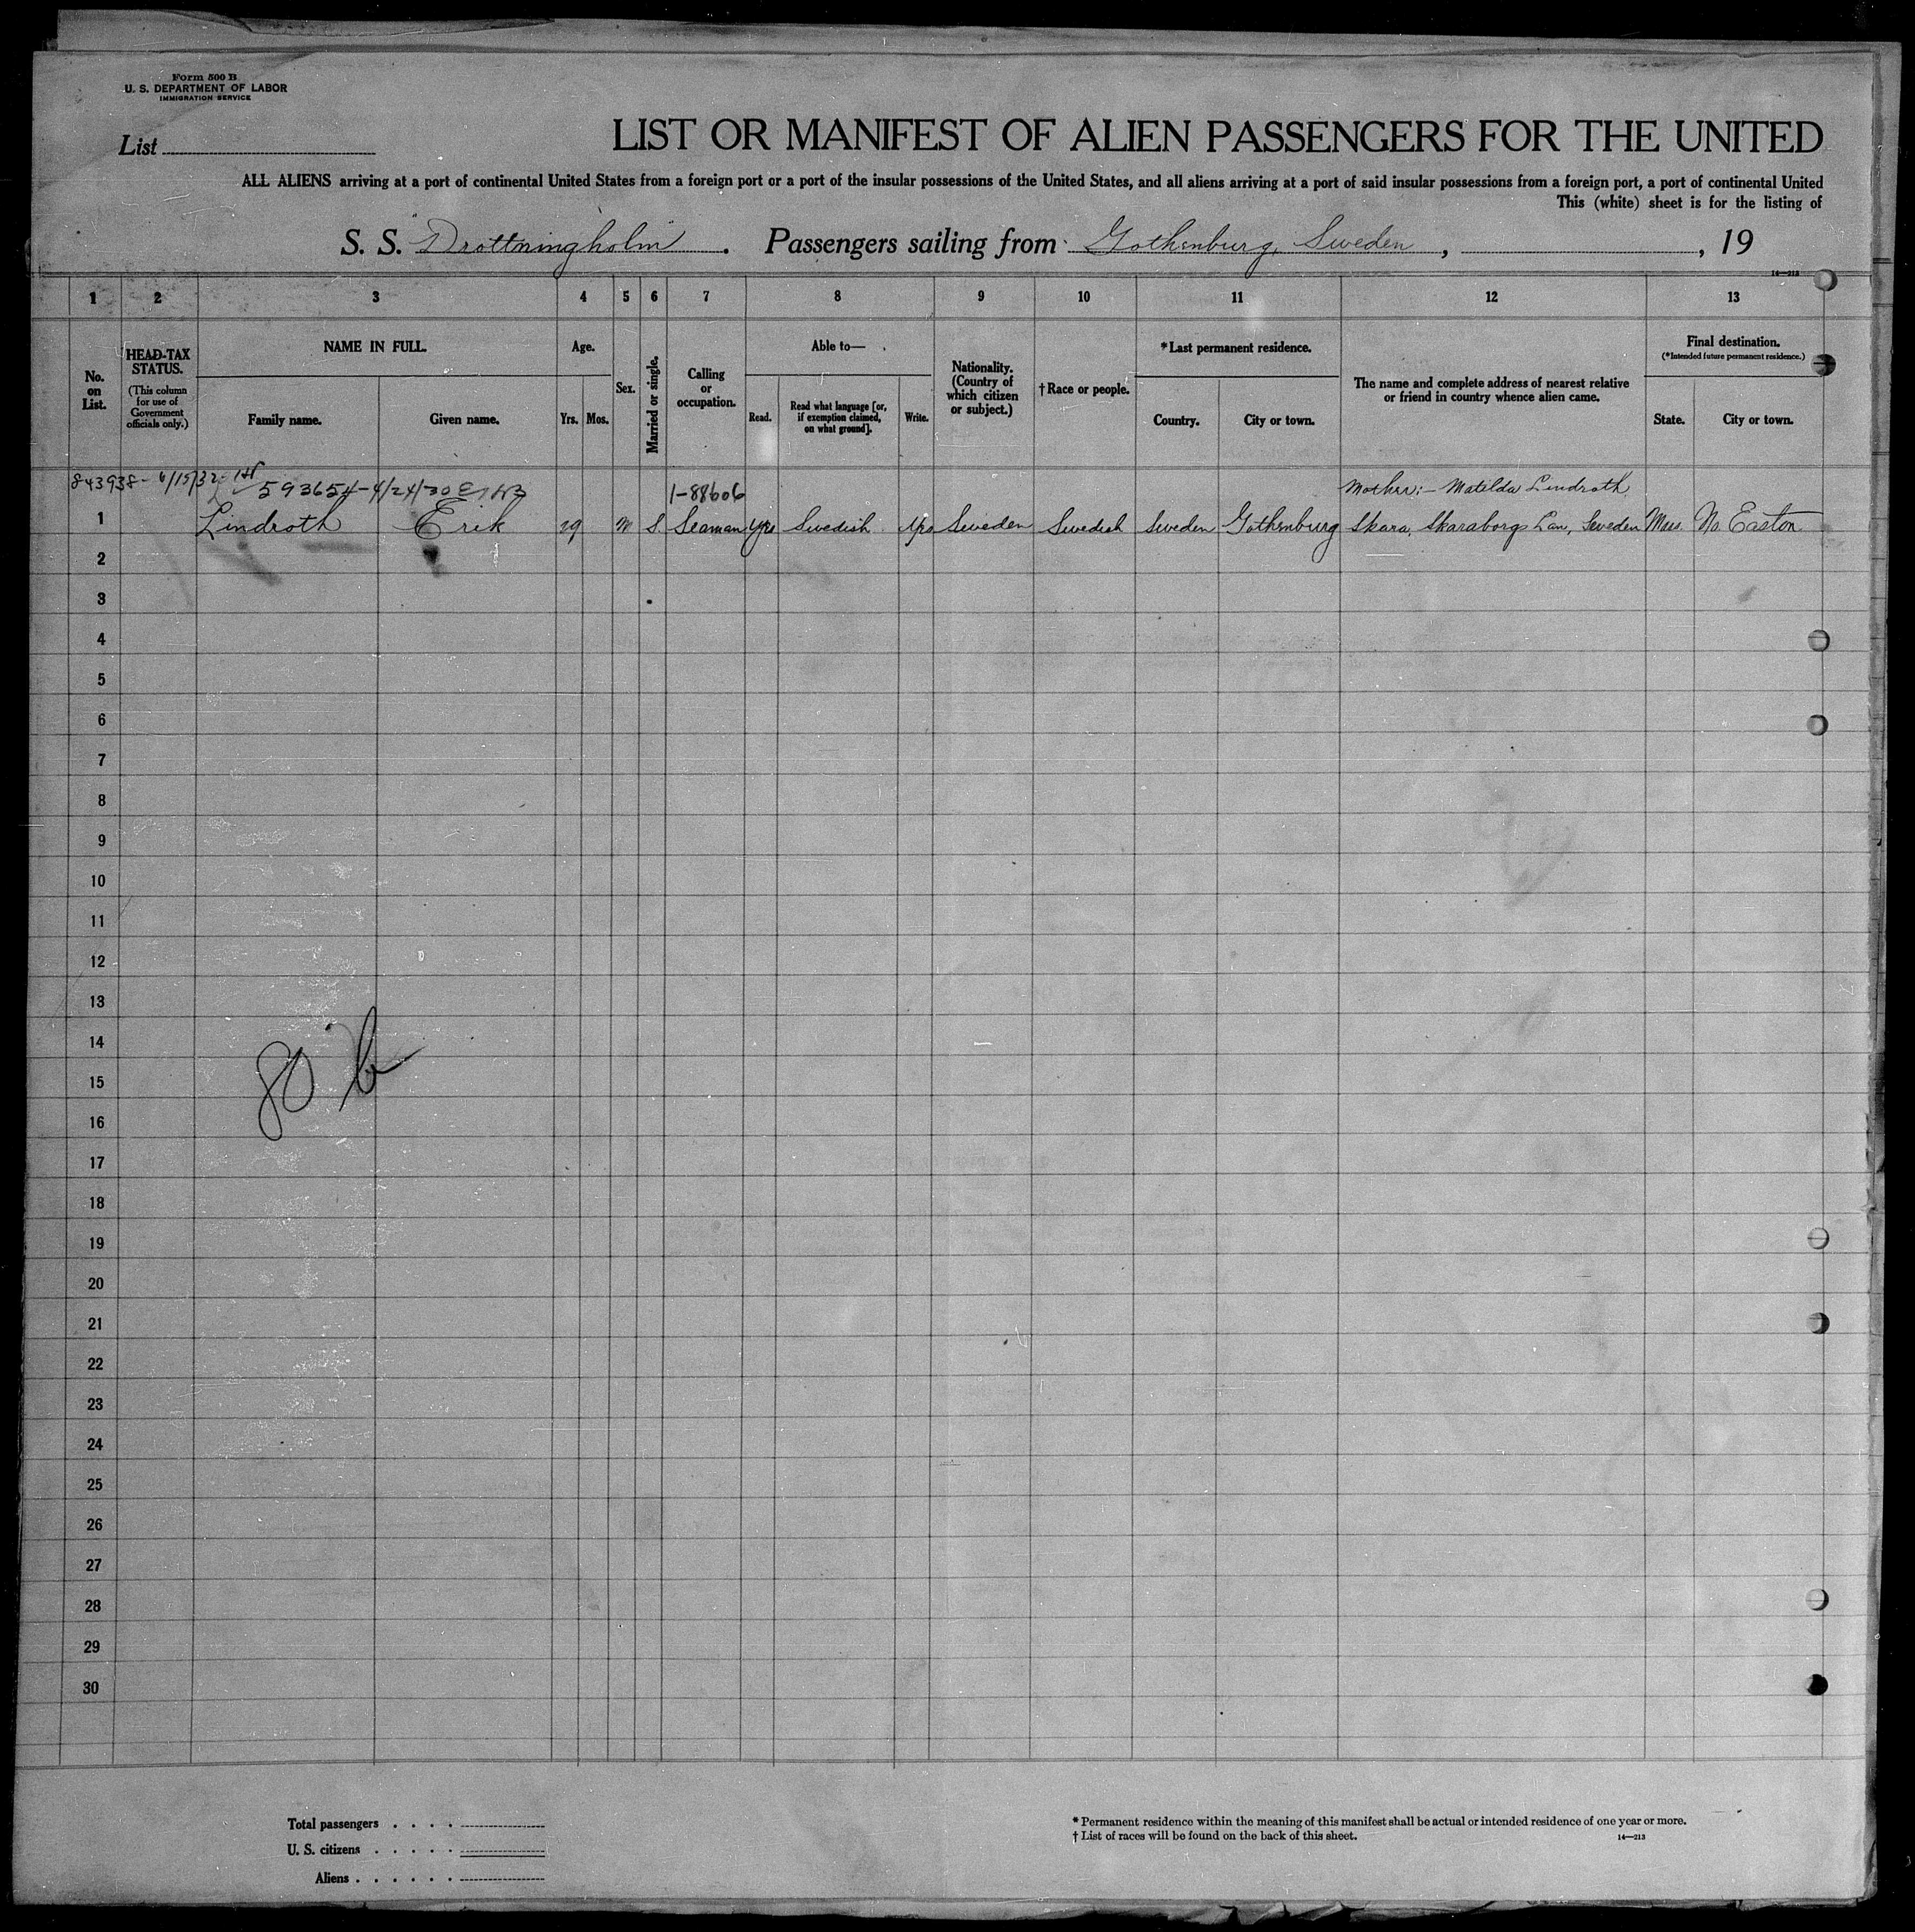 Form 500 B
U. S. DEPARTMENT OF LABOR
IMMIGRATION SERVICE
List
LIST OR MANIFEST OF ALIEN PASSENGERS FOR THE UNITED
ALL ALIENS arriving at a port of continental United States from a foreign port or a port of the insular possessions of the United States, and all aliens arriving at a port of said insular possessions from a foreign port, a port of continental United
This (white) sheet is for the listing of
S. S. "Drottningholm". Passengers sailing from Gothenburg, Sweden, , 19
14—213
1 2 3 4 5 6 7 8 9 10 11 12 13
No. on List.
HEAD-TAX STATUS.
(This column for use of Government officials only.)
NAME IN FULL.
Family name. Given name.
Age.
Yrs. Mos.
Sex.
Married or single.
Calling or occupation.
Able to—
Read.
Read what language [or, if exemption claimed, on what ground].
Write.
Nationality. (Country of which citizen or subject.)
† Race or people.
*Last permanent residence.
Country. City or town.
The name and complete address of nearest relative or friend in country whence alien came.
Final destination.
(*Intended future permanent residence.)
State. City or town.
843938- 6/15/32
593654-4/24/30
1-88606
Mother:- Matilda Lindroth
1 Lindroth Erik 29 M S. Seaman Yes Swedish Yes Sweden Swedish Sweden Gothenburg Skara, Skaraborgs Lan, Sweden Mass. No. Easton
2
3
4
5
6
7
8
9
10
11
12
13
14
80 b
15
16
17
18
19
20
21
22
23
24
25
26
27
28
29
30
Total passengers
U. S. citizens
Aliens
* Permanent residence within the meaning of this manifest shall be actual or intended residence of one year or more.
† List of races will be found on the back of this sheet.
14—213